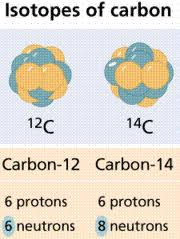 Isotopes of carbon
¹²C ¹⁴C
Carbon-12 Carbon-14
6 protons 6 protons
6 neutrons 8 neutrons